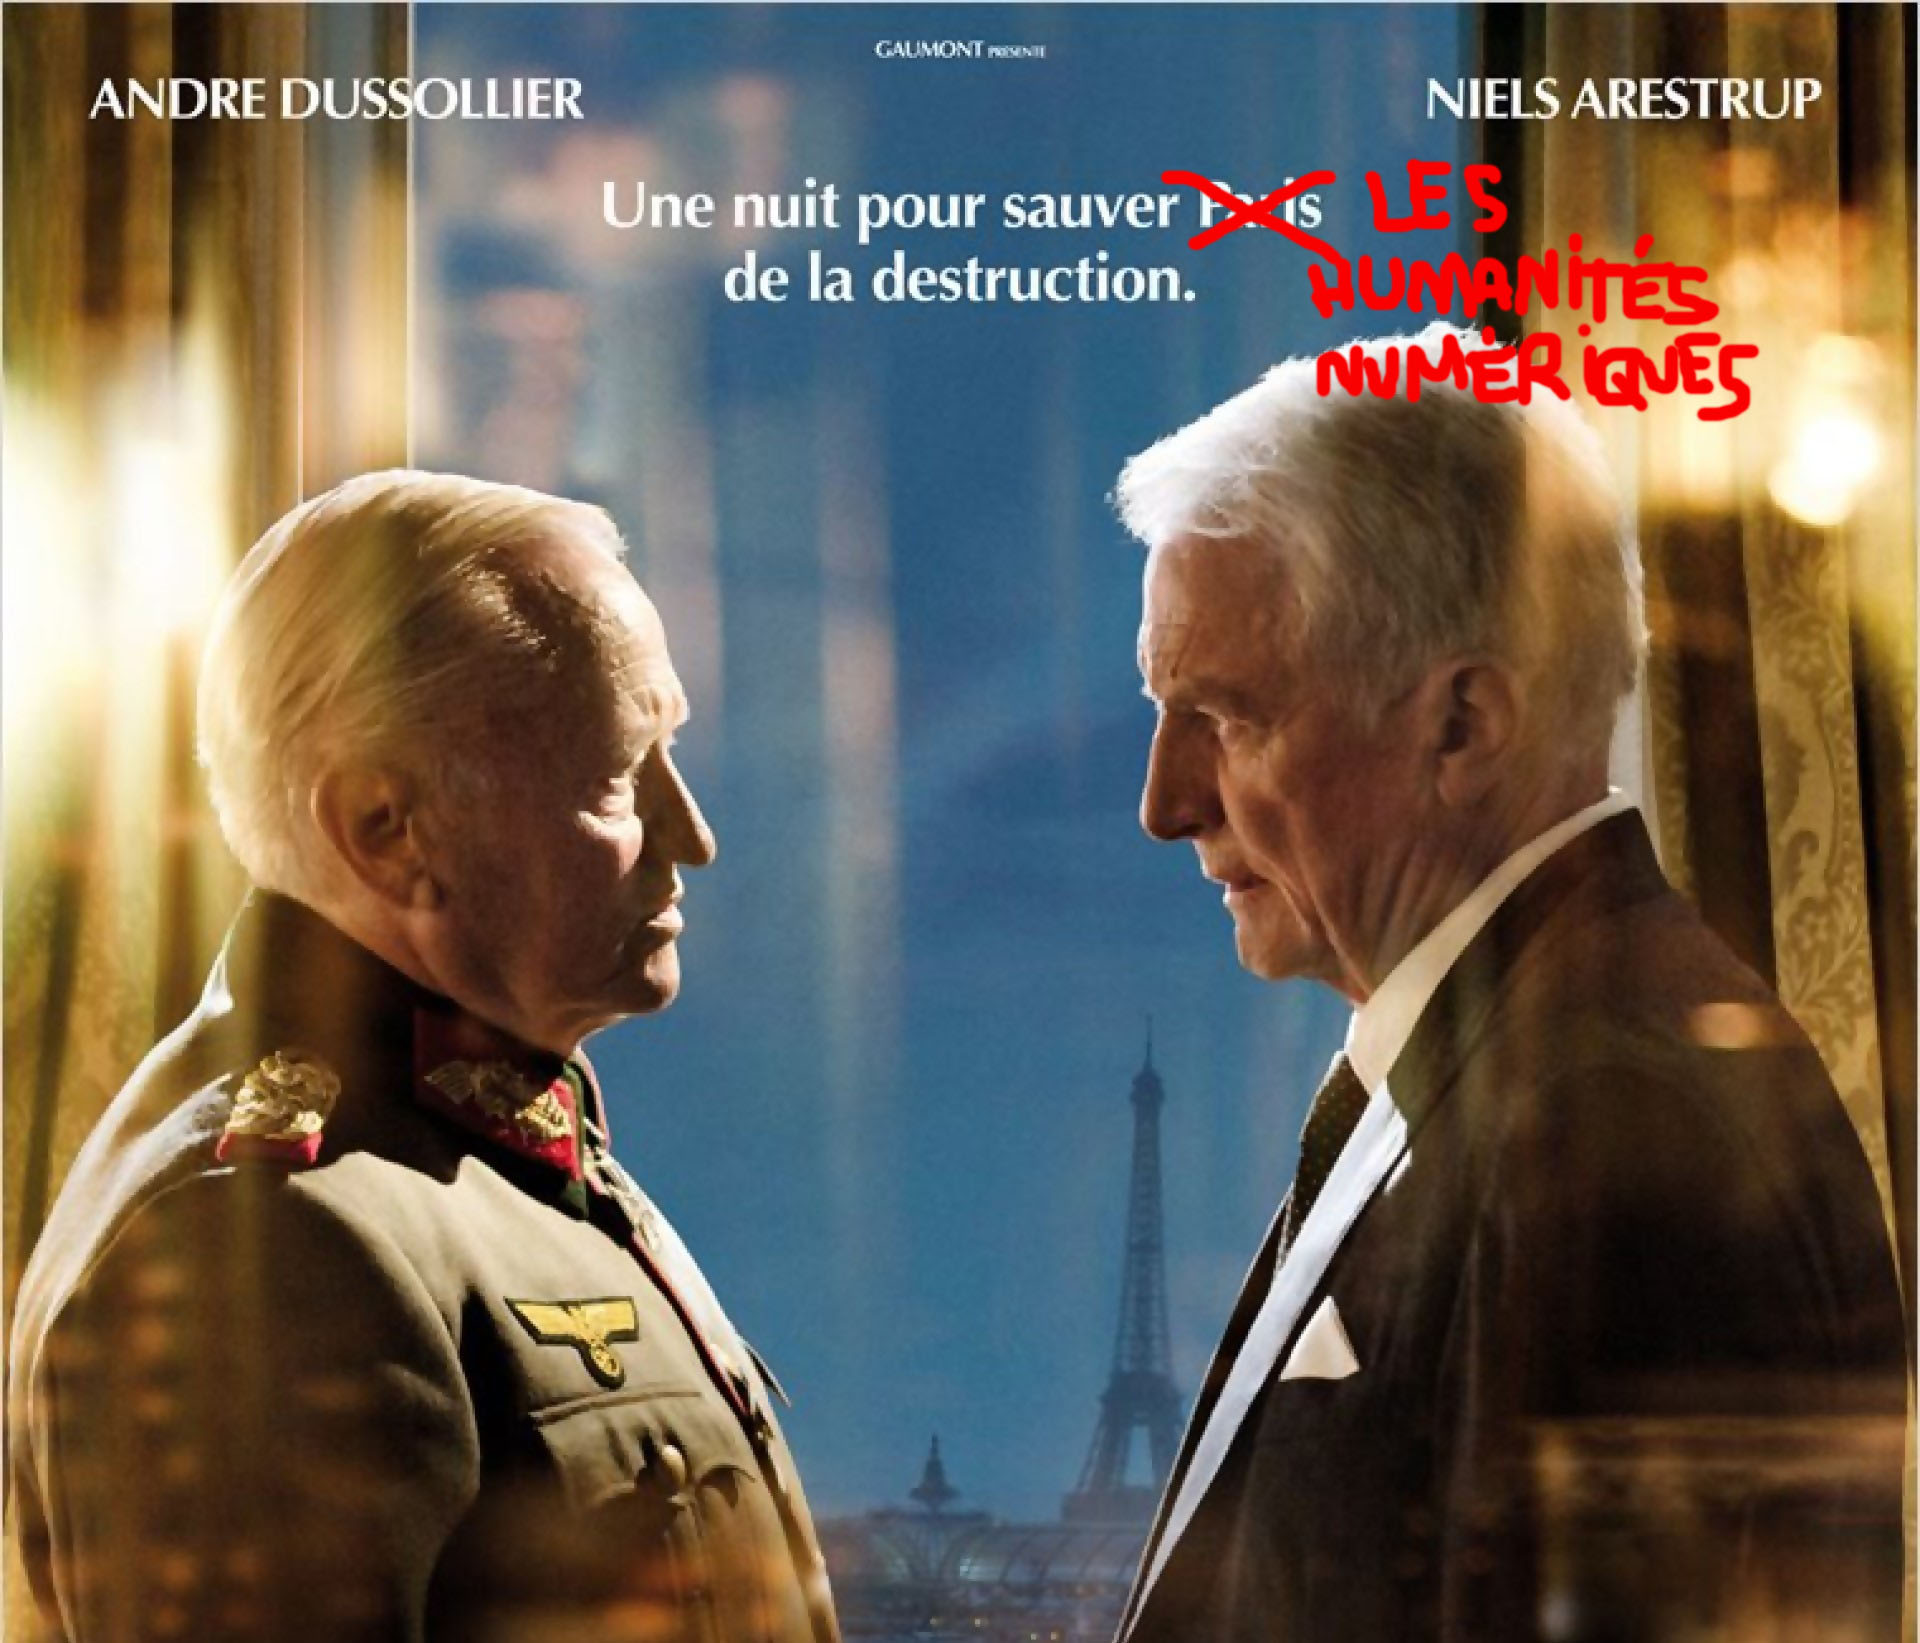 GAUMONT PRÉSENTE
ANDRE DUSSOLLIER
NIELS ARESTRUP
Une nuit pour sauver Paris LES
de la destruction.
HUMANITÉS
NUMÉRIQUES